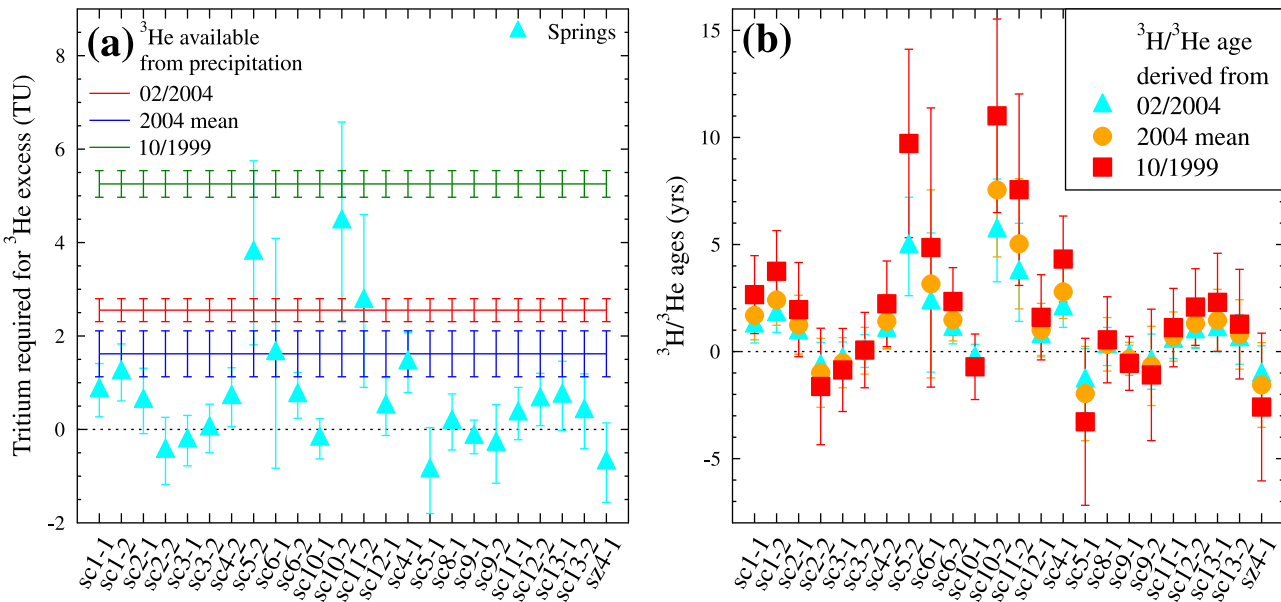 (a)
³He available
from precipitation
02/2004
2004 mean
10/1999
Springs
Tritium required for ³He excess (TU)
8
6
4
2
0
-2
sc1-1 sc1-2 sc2-1 sc2-2 sc3-1 sc3-2 sc4-2 sc5-2 sc6-1 sc6-2 sc10-1 sc10-2 sc11-2 sc12-1 sc4-1 sc5-1 sc8-1 sc9-1 sc9-2 sc11-1 sc12-2 sc13-1 sc13-2 sz4-1
(b)
³H/³He age
derived from
02/2004
2004 mean
10/1999
³H/³He ages (yrs)
15
10
5
0
-5
sc1-1 sc1-2 sc2-1 sc2-2 sc3-1 sc3-2 sc4-2 sc5-2 sc6-1 sc6-2 sc10-1 sc10-2 sc11-2 sc12-1 sc4-1 sc5-1 sc8-1 sc9-1 sc9-2 sc11-1 sc12-2 sc13-1 sc13-2 sz4-1